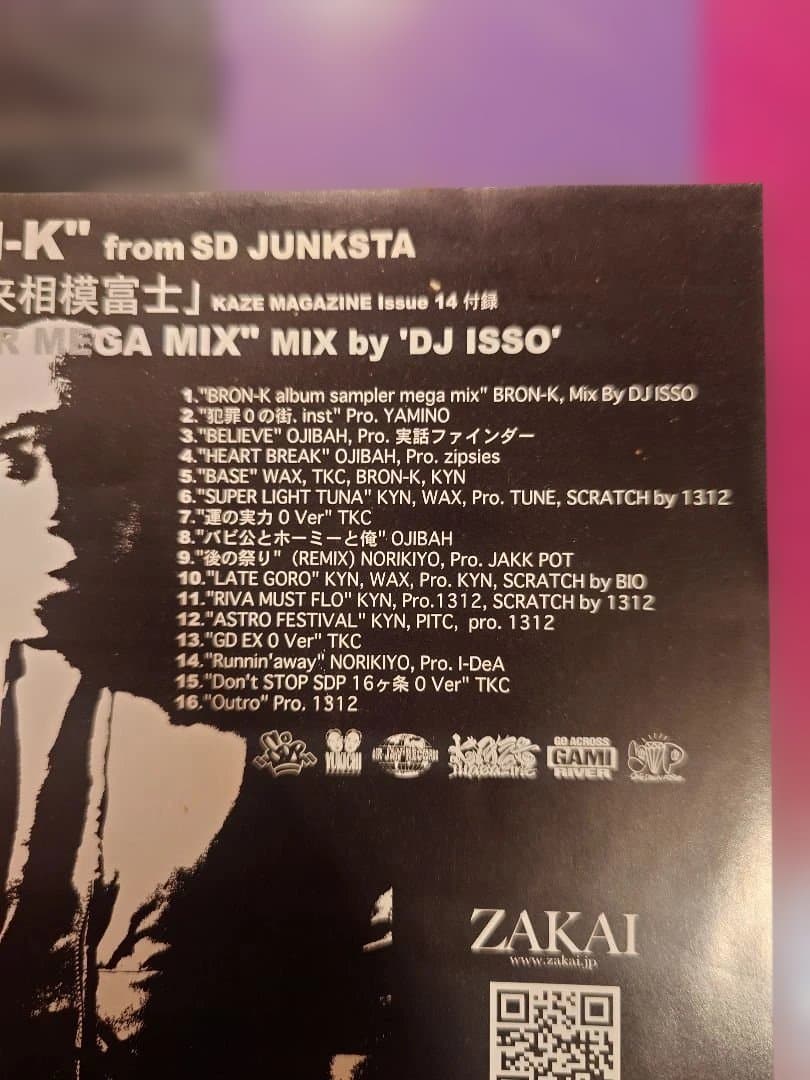 -K" from SD JUNKSTA
来相模富士」KAZE MAGAZINE Issue 14 付録
R MEGA MIX" MIX by 'DJ ISSO'
1."BRON-K album sampler mega mix" BRON-K, Mix By DJ ISSO
2."犯罪0の街. inst" Pro. YAMINO
3."BELIEVE" OJIBAH, Pro. 実話ファインダー
4."HEART BREAK" OJIBAH, Pro. zipsies
5."BASE" WAX, TKC, BRON-K, KYN
6."SUPER LIGHT TUNA" KYN, WAX, Pro. TUNE, SCRATCH by 1312
7."運の実力 0 Ver" TKC
8."バビ公とホーミーと俺" OJIBAH
9."後の祭り" (REMIX) NORIKIYO, Pro. JAKK POT
10."LATE GORO" KYN, WAX, Pro. KYN, SCRATCH by BIO
11."RIVA MUST FLO" KYN, Pro.1312, SCRATCH by 1312
12."ASTRO FESTIVAL" KYN, PITC, pro. 1312
13."GD EX 0 Ver" TKC
14."Runnin'away" NORIKIYO, Pro. I-DeA
15."Don't STOP SDP 16ヶ条 0 Ver" TKC
16."Outro" Pro. 1312
KAZE MAGAZINE
GO ACROSS GAMI RIVER
ZAKAI
www.zakai.jp